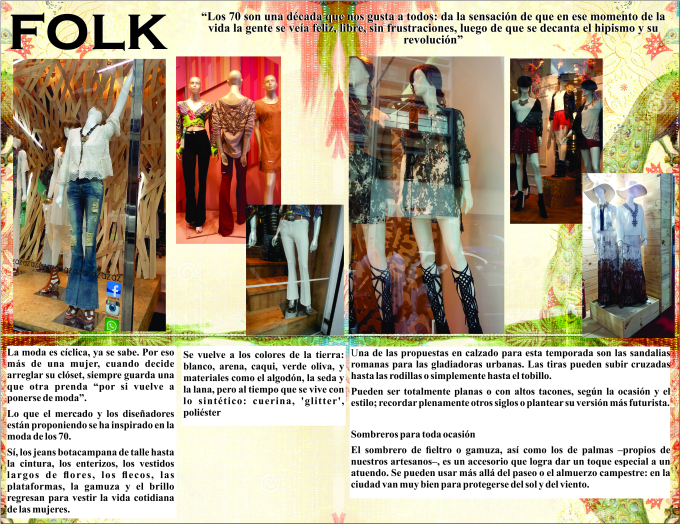 FOLK
“Los 70 son una década que nos gusta a todos: da la sensación de que en ese momento de la
vida la gente se veía feliz, libre, sin frustraciones, luego de que se decanta el hipismo y su
revolución”
La moda es cíclica, ya se sabe. Por eso
más de una mujer, cuando decide
arreglar su clóset, siempre guarda una
que otra prenda “por si vuelve a
ponerse de moda”.
Lo que el mercado y los diseñadores
están proponiendo se ha inspirado en la
moda de los 70.
Sí, los jeans botacampana de talle hasta
la cintura, los enterizos, los vestidos
largos de flores, los flecos, las
plataformas, la gamuza y el brillo
regresan para vestir la vida cotidiana
de las mujeres.
Se vuelve a los colores de la tierra:
blanco, arena, caqui, verde oliva, y
materiales como el algodón, la seda y
la lana, pero al tiempo que se vive con
lo sintético: cuerina, 'glitter',
poliéster
Una de las propuestas en calzado para esta temporada son las sandalias
romanas para las gladiadoras urbanas. Las tiras pueden subir cruzadas
hasta las rodillas o simplemente hasta el tobillo.
Pueden ser totalmente planas o con altos tacones, según la ocasión y el
estilo; recordar plenamente otros siglos o plantear su versión más futurista.
Sombreros para toda ocasión
El sombrero de fieltro o gamuza, así como los de palmas –propios de
nuestros artesanos–, es un accesorio que logra dar un toque especial a un
atuendo. Se pueden usar más allá del paseo o el almuerzo campestre: en la
ciudad van muy bien para protegerse del sol y del viento.